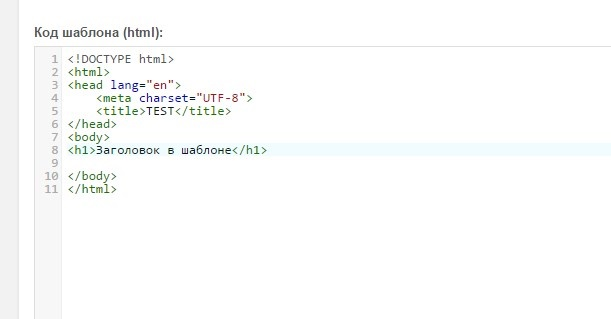 Код шаблона (html):
1 <!DOCTYPE html>
2 <html>
3 <head lang="en">
4     <meta charset="UTF-8">
5     <title>TEST</title>
6 </head>
7 <body>
8 <h1>Заголовок в шаблоне</h1>
9
10 </body>
11 </html>